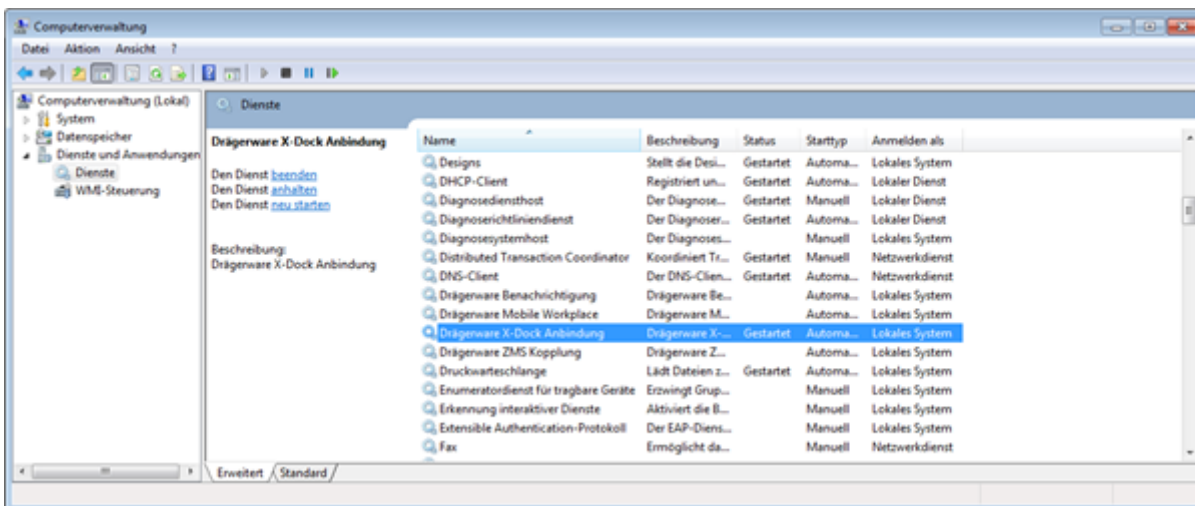 Computerverwaltung
Datei Aktion Ansicht ?
Computerverwaltung (Lokal)
System
Datenspeicher
Dienste und Anwendungen
Dienste
WMI-Steuerung
Dienste
Drägerware X-Dock Anbindung
Den Dienst beenden
Den Dienst anhalten
Den Dienst neu starten
Beschreibung:
Drägerware X-Dock Anbindung
Name Beschreibung Status Starttyp Anmelden als
Designs Stellt die Desi... Gestartet Automa... Lokales System
DHCP-Client Registriert un... Gestartet Automa... Lokaler Dienst
Diagnosediensthost Der Diagnose... Gestartet Manuell Lokaler Dienst
Diagnoserichtliniendienst Der Diagnoser... Gestartet Automa... Lokaler Dienst
Diagnosesystemhost Der Diagnoses... Manuell Lokales System
Distributed Transaction Coordinator Koordiniert Tr... Gestartet Manuell Netzwerkdienst
DNS-Client Der DNS-Clien... Gestartet Automa... Netzwerkdienst
Drägerware Benachrichtigung Drägerware Be... Automa... Lokales System
Drägerware Mobile Workplace Drägerware M... Automa... Lokales System
Drägerware X-Dock Anbindung Drägerware X-... Gestartet Automa... Lokales System
Drägerware ZMS Kopplung Drägerware Z... Automa... Lokales System
Druckwarteschlange Lädt Dateien z... Gestartet Automa... Lokales System
Enumeratordienst für tragbare Geräte Erzwingt Grup... Manuell Lokales System
Erkennung interaktiver Dienste Aktiviert die B... Manuell Lokales System
Extensible Authentication-Protokoll Der EAP-Diens... Manuell Lokales System
Fax Ermöglicht da... Manuell Netzwerkdienst
Erweitert Standard